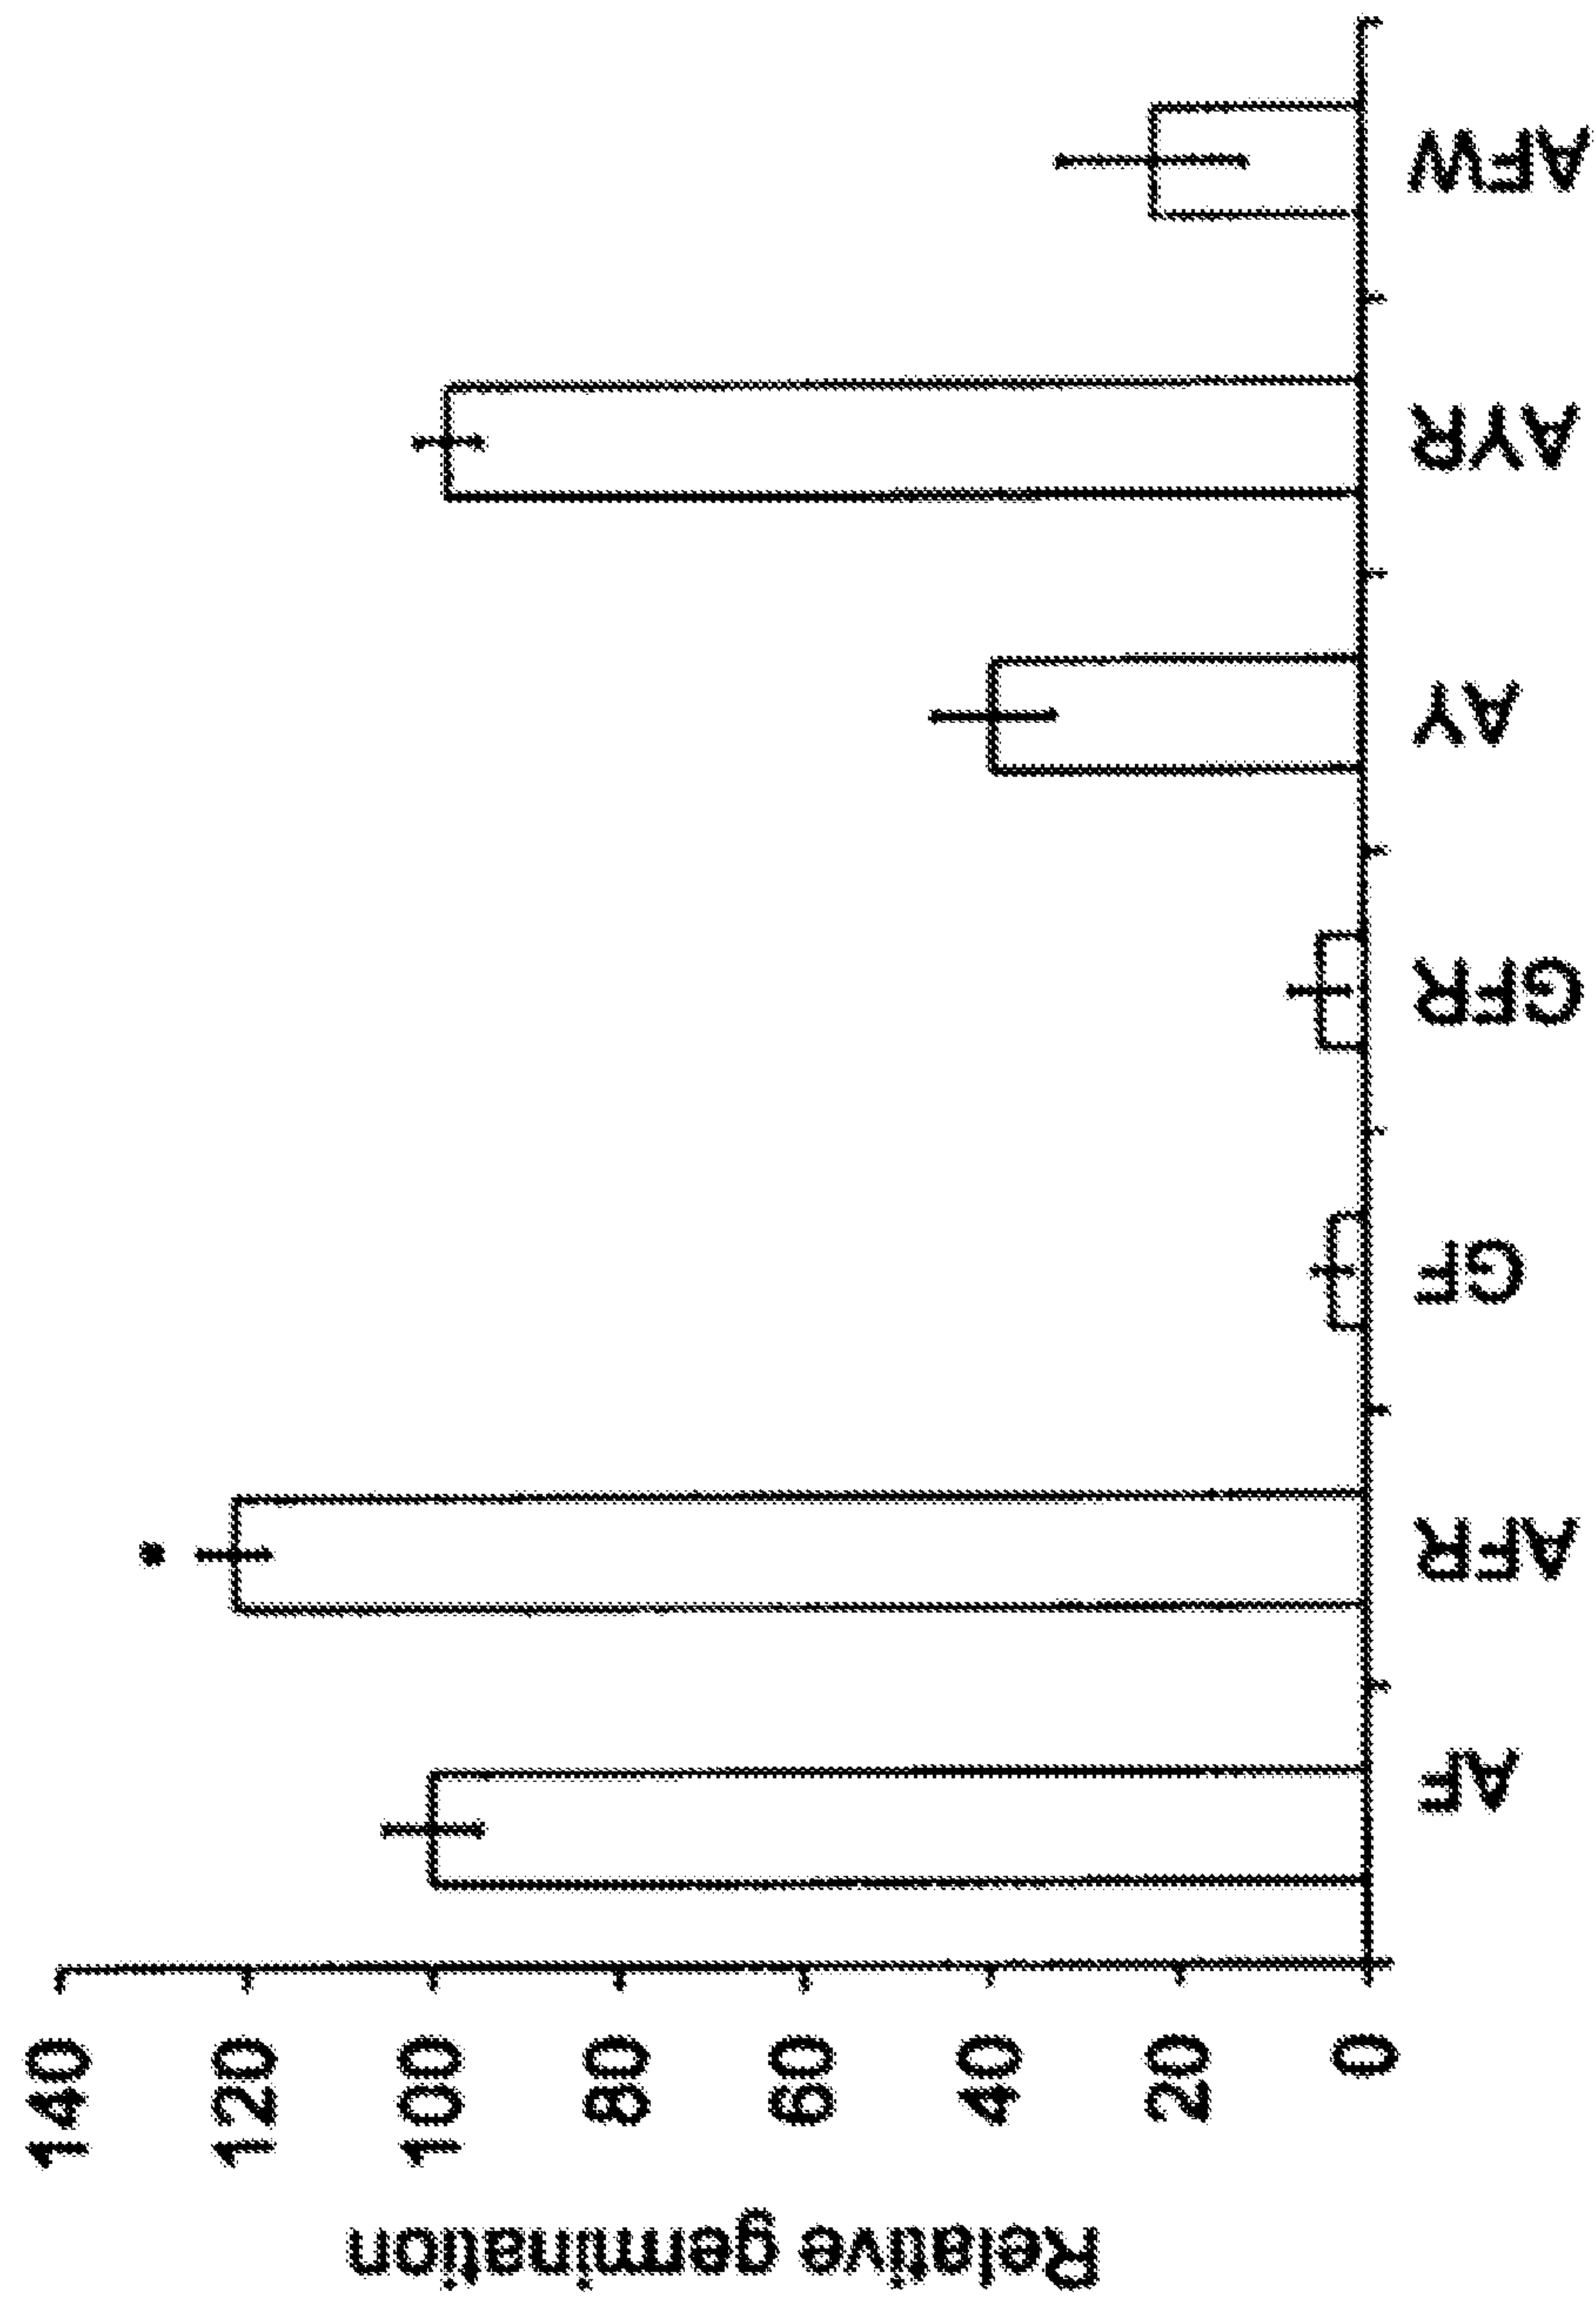 Relative germination
140
120
100
80
60
40
20
0
*
AF
AFR
GF
GFR
AY
AYR
AFW